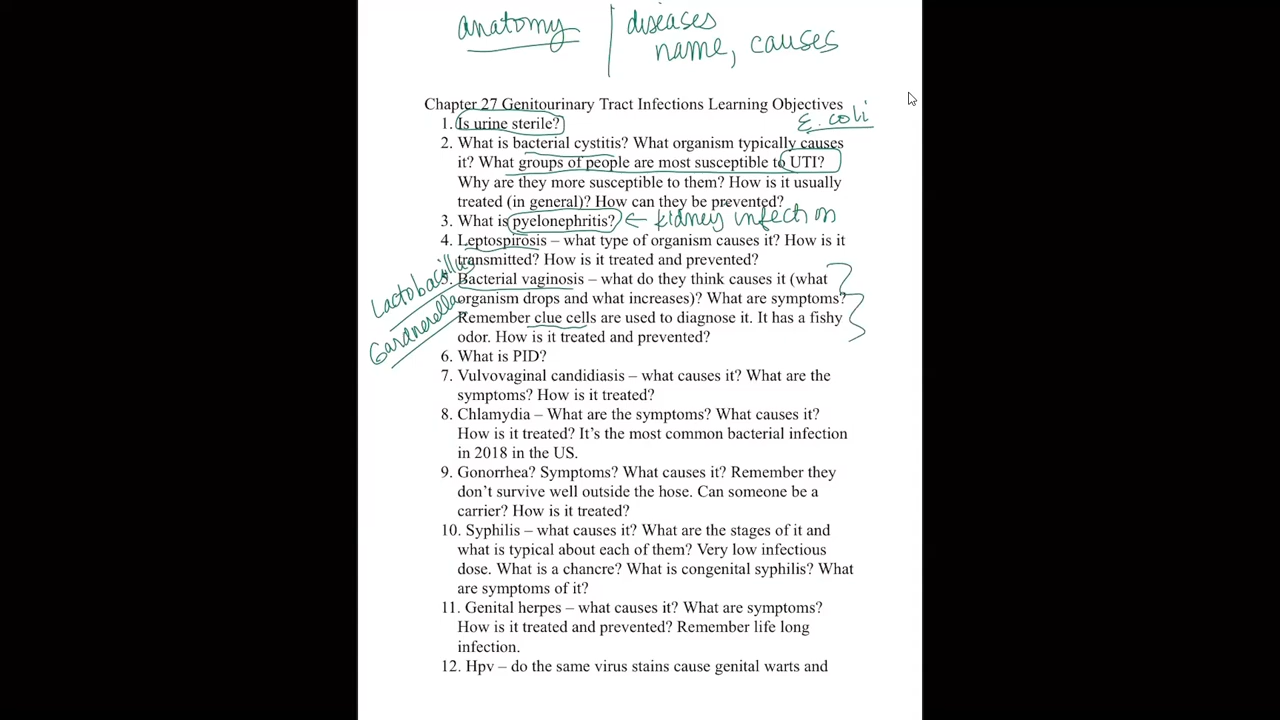 anatomy | diseases
name, causes
Chapter 27 Genitourinary Tract Infections Learning Objectives
E. coli
1. Is urine sterile?
2. What is bacterial cystitis? What organism typically causes
it? What groups of people are most susceptible to UTI?
Why are they more susceptible to them? How is it usually
treated (in general)? How can they be prevented?
3. What is pyelonephritis? ← kidney infection
4. Leptospirosis – what type of organism causes it? How is it
transmitted? How is it treated and prevented?
Lactobacillus
5. Bacterial vaginosis – what do they think causes it (what
organism drops and what increases)? What are symptoms?
Gardnerella
Remember clue cells are used to diagnose it. It has a fishy
odor. How is it treated and prevented?
6. What is PID?
7. Vulvovaginal candidiasis – what causes it? What are the
symptoms? How is it treated?
8. Chlamydia – What are the symptoms? What causes it?
How is it treated? It’s the most common bacterial infection
in 2018 in the US.
9. Gonorrhea? Symptoms? What causes it? Remember they
don’t survive well outside the hose. Can someone be a
carrier? How is it treated?
10. Syphilis – what causes it? What are the stages of it and
what is typical about each of them? Very low infectious
dose. What is a chancre? What is congenital syphilis? What
are symptoms of it?
11. Genital herpes – what causes it? What are symptoms?
How is it treated and prevented? Remember life long
infection.
12. Hpv – do the same virus stains cause genital warts and